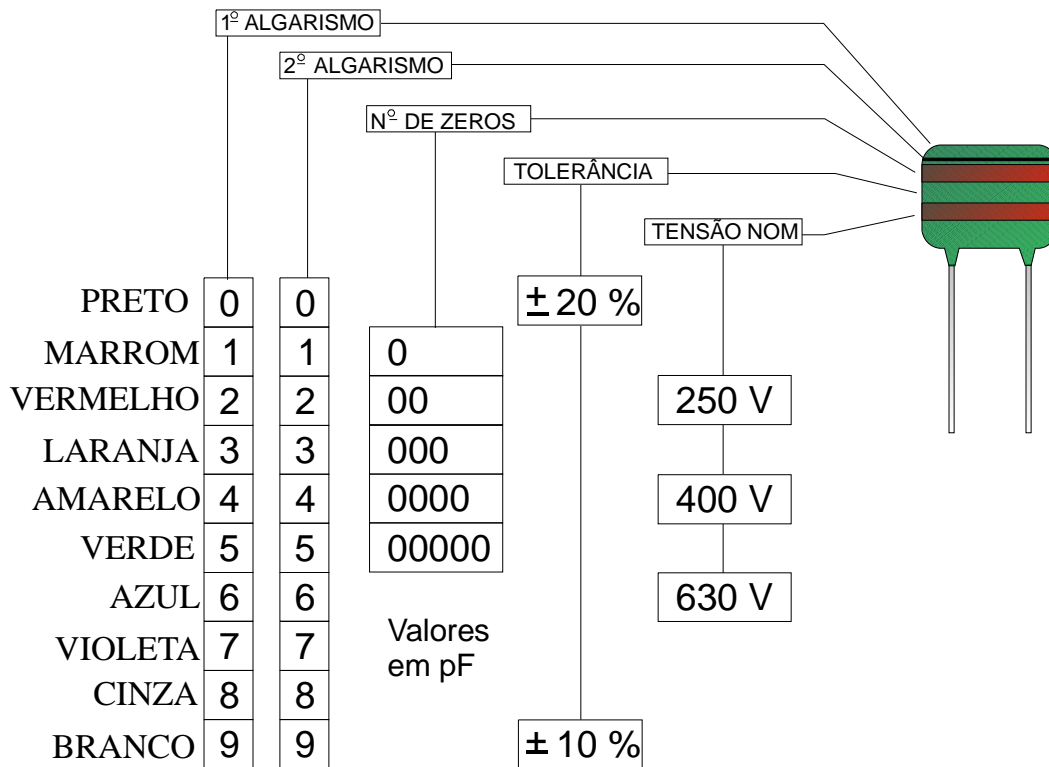 1º ALGARISMO
2º ALGARISMO
Nº DE ZEROS
TOLERÂNCIA
TENSÃO NOM
PRETO 0 0 ± 20 %
MARROM 1 1 0
VERMELHO 2 2 00 250 V
LARANJA 3 3 000
AMARELO 4 4 0000 400 V
VERDE 5 5 00000
AZUL 6 6 630 V
VIOLETA 7 7 Valores
em pF
CINZA 8 8
BRANCO 9 9 ± 10 %